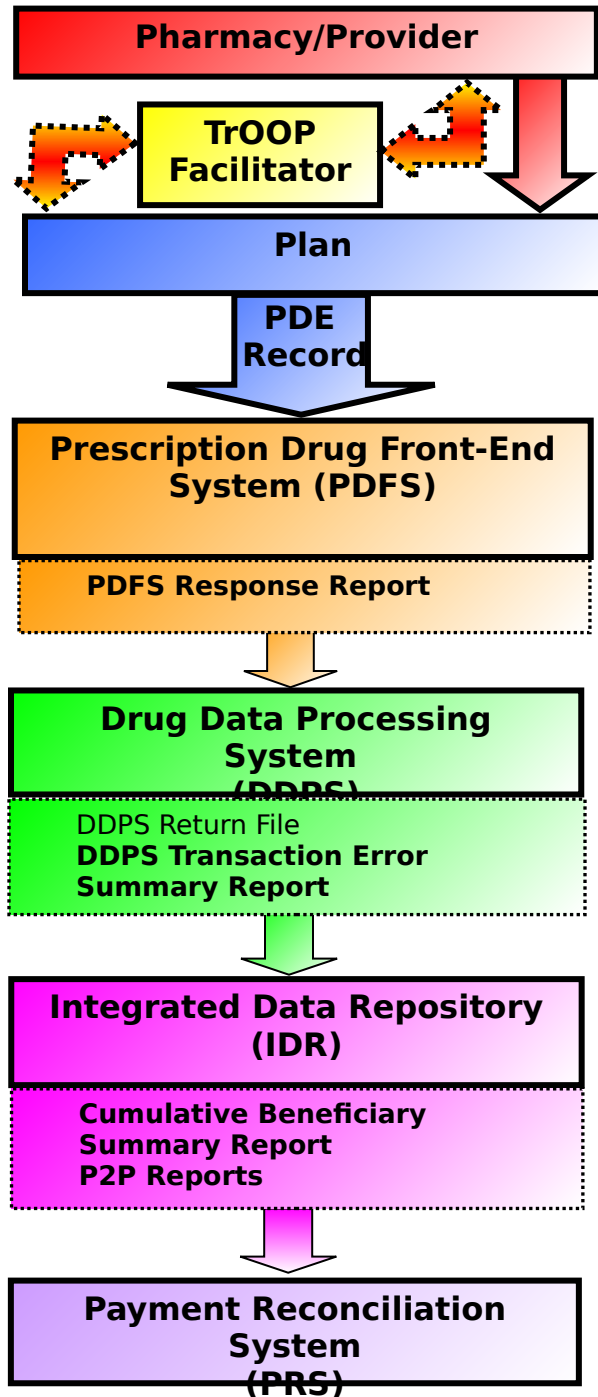 Pharmacy/Provider
TrOOP
Facilitator
Plan
PDE
Record
Prescription Drug Front-End
System (PDFS)
PDFS Response Report
Drug Data Processing
System
(DDPS)
DDPS Return File
DDPS Transaction Error
Summary Report
Integrated Data Repository
(IDR)
Cumulative Beneficiary
Summary Report
P2P Reports
Payment Reconciliation
System
(PRS)